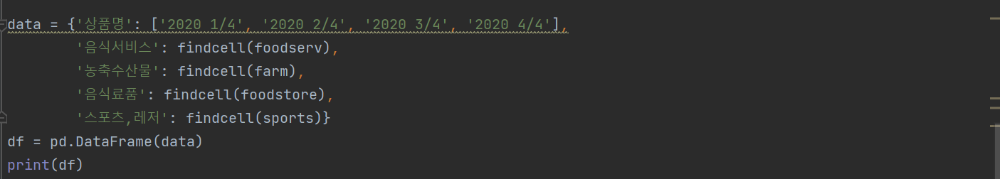 data = {'상품명': ['2020 1/4', '2020 2/4', '2020 3/4', '2020 4/4'],
'음식서비스': findcell(foodserv),
'농축수산물': findcell(farm),
'음식료품': findcell(foodstore),
'스포츠,레저': findcell(sports)}
df = pd.DataFrame(data)
print(df)